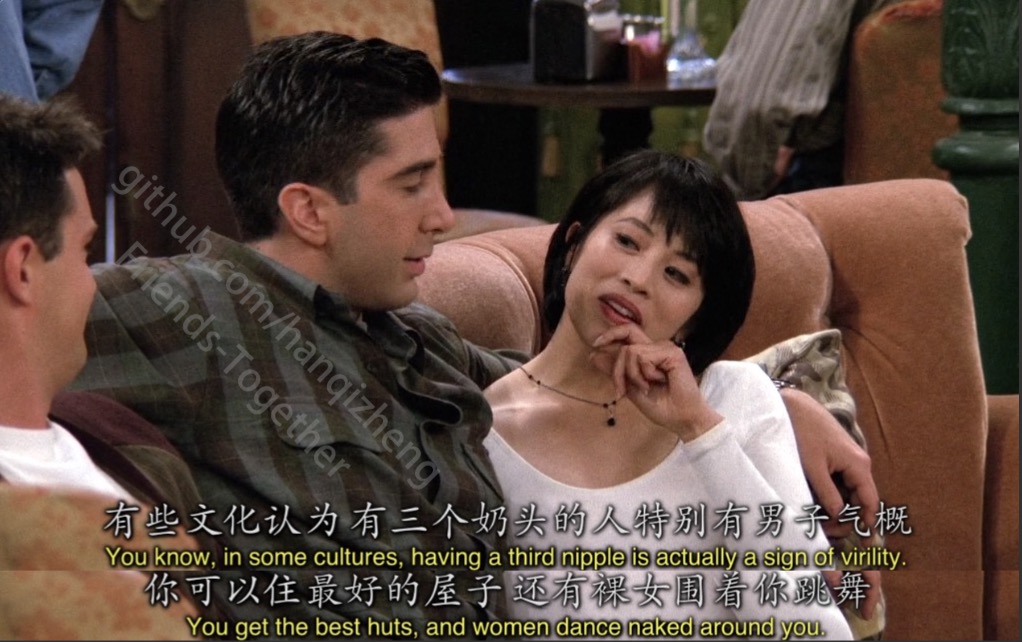 github.com/hanqizheng
Friends-Together
有些文化认为有三个奶头的人特别有男子气概
You know, in some cultures, having a third nipple is actually a sign of virility.
你可以住最好的屋子还有裸女围着你跳舞
You get the best huts, and women dance naked around you.